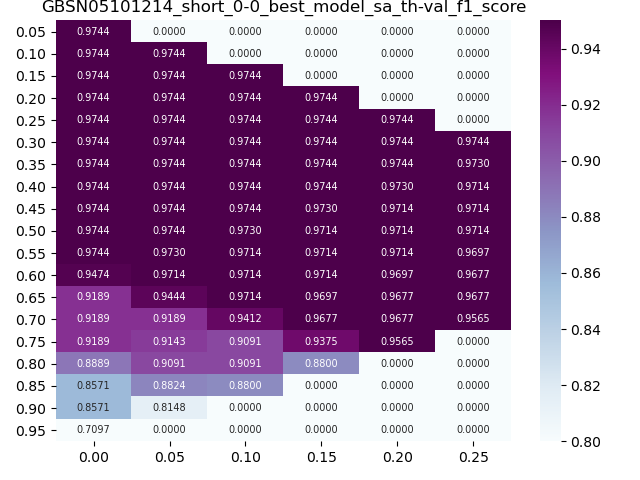 GBSN05101214_short_0-0_best_model_sa_th-val_f1_score
0.05 0.9744 0.0000 0.0000 0.0000 0.0000 0.0000
0.10 0.9744 0.9744 0.0000 0.0000 0.0000 0.0000
0.15 0.9744 0.9744 0.9744 0.0000 0.0000 0.0000
0.20 0.9744 0.9744 0.9744 0.9744 0.0000 0.0000
0.25 0.9744 0.9744 0.9744 0.9744 0.9744 0.0000
0.30 0.9744 0.9744 0.9744 0.9744 0.9744 0.9744
0.35 0.9744 0.9744 0.9744 0.9744 0.9744 0.9730
0.40 0.9744 0.9744 0.9744 0.9744 0.9730 0.9714
0.45 0.9744 0.9744 0.9744 0.9730 0.9714 0.9714
0.50 0.9744 0.9744 0.9730 0.9714 0.9714 0.9714
0.55 0.9744 0.9730 0.9714 0.9714 0.9714 0.9697
0.60 0.9474 0.9714 0.9714 0.9714 0.9697 0.9677
0.65 0.9189 0.9444 0.9714 0.9697 0.9677 0.9677
0.70 0.9189 0.9189 0.9412 0.9677 0.9677 0.9565
0.75 0.9189 0.9143 0.9091 0.9375 0.9565 0.0000
0.80 0.8889 0.9091 0.9091 0.8800 0.0000 0.0000
0.85 0.8571 0.8824 0.8800 0.0000 0.0000 0.0000
0.90 0.8571 0.8148 0.0000 0.0000 0.0000 0.0000
0.95 0.7097 0.0000 0.0000 0.0000 0.0000 0.0000
0.00 0.05 0.10 0.15 0.20 0.25
0.94
0.92
0.90
0.88
0.86
0.84
0.82
0.80